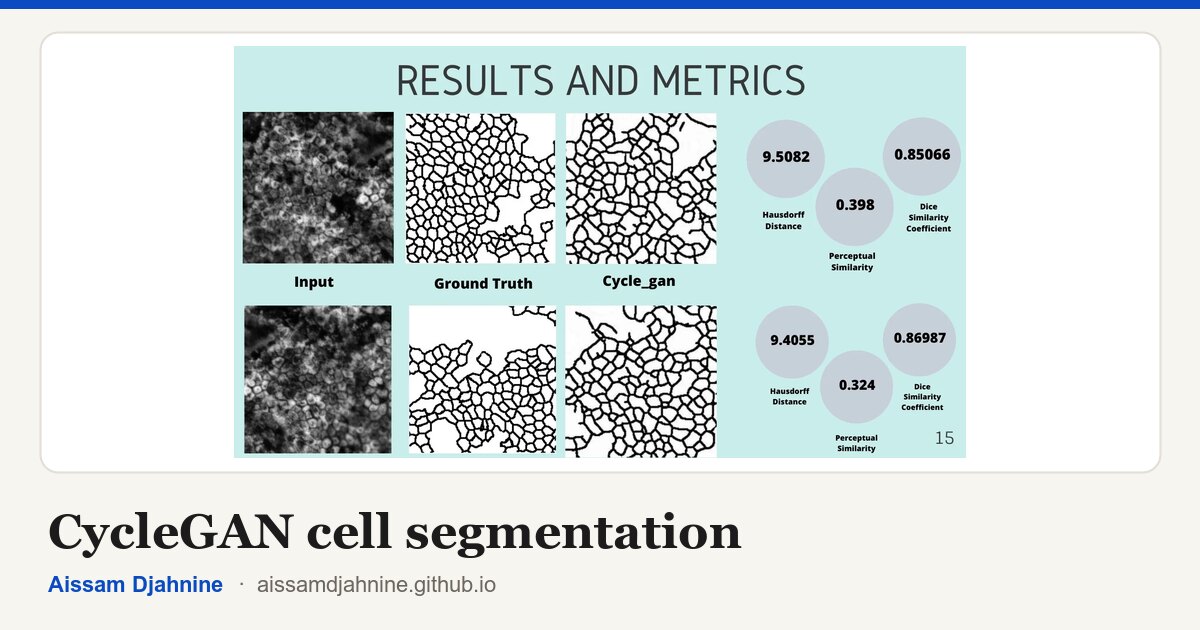 RESULTS AND METRICS
9.5082
0.85066
0.398
Hausdorff
Distance
Dice
Similarity
Coefficient
Perceptual
Similarity
Input
Ground Truth
Cycle_gan
9.4055
0.86987
0.324
Hausdorff
Distance
Dice
Similarity
Coefficient
Perceptual
Similarity
15
CycleGAN cell segmentation
Aissam Djahnine · aissamdjahnine.github.io